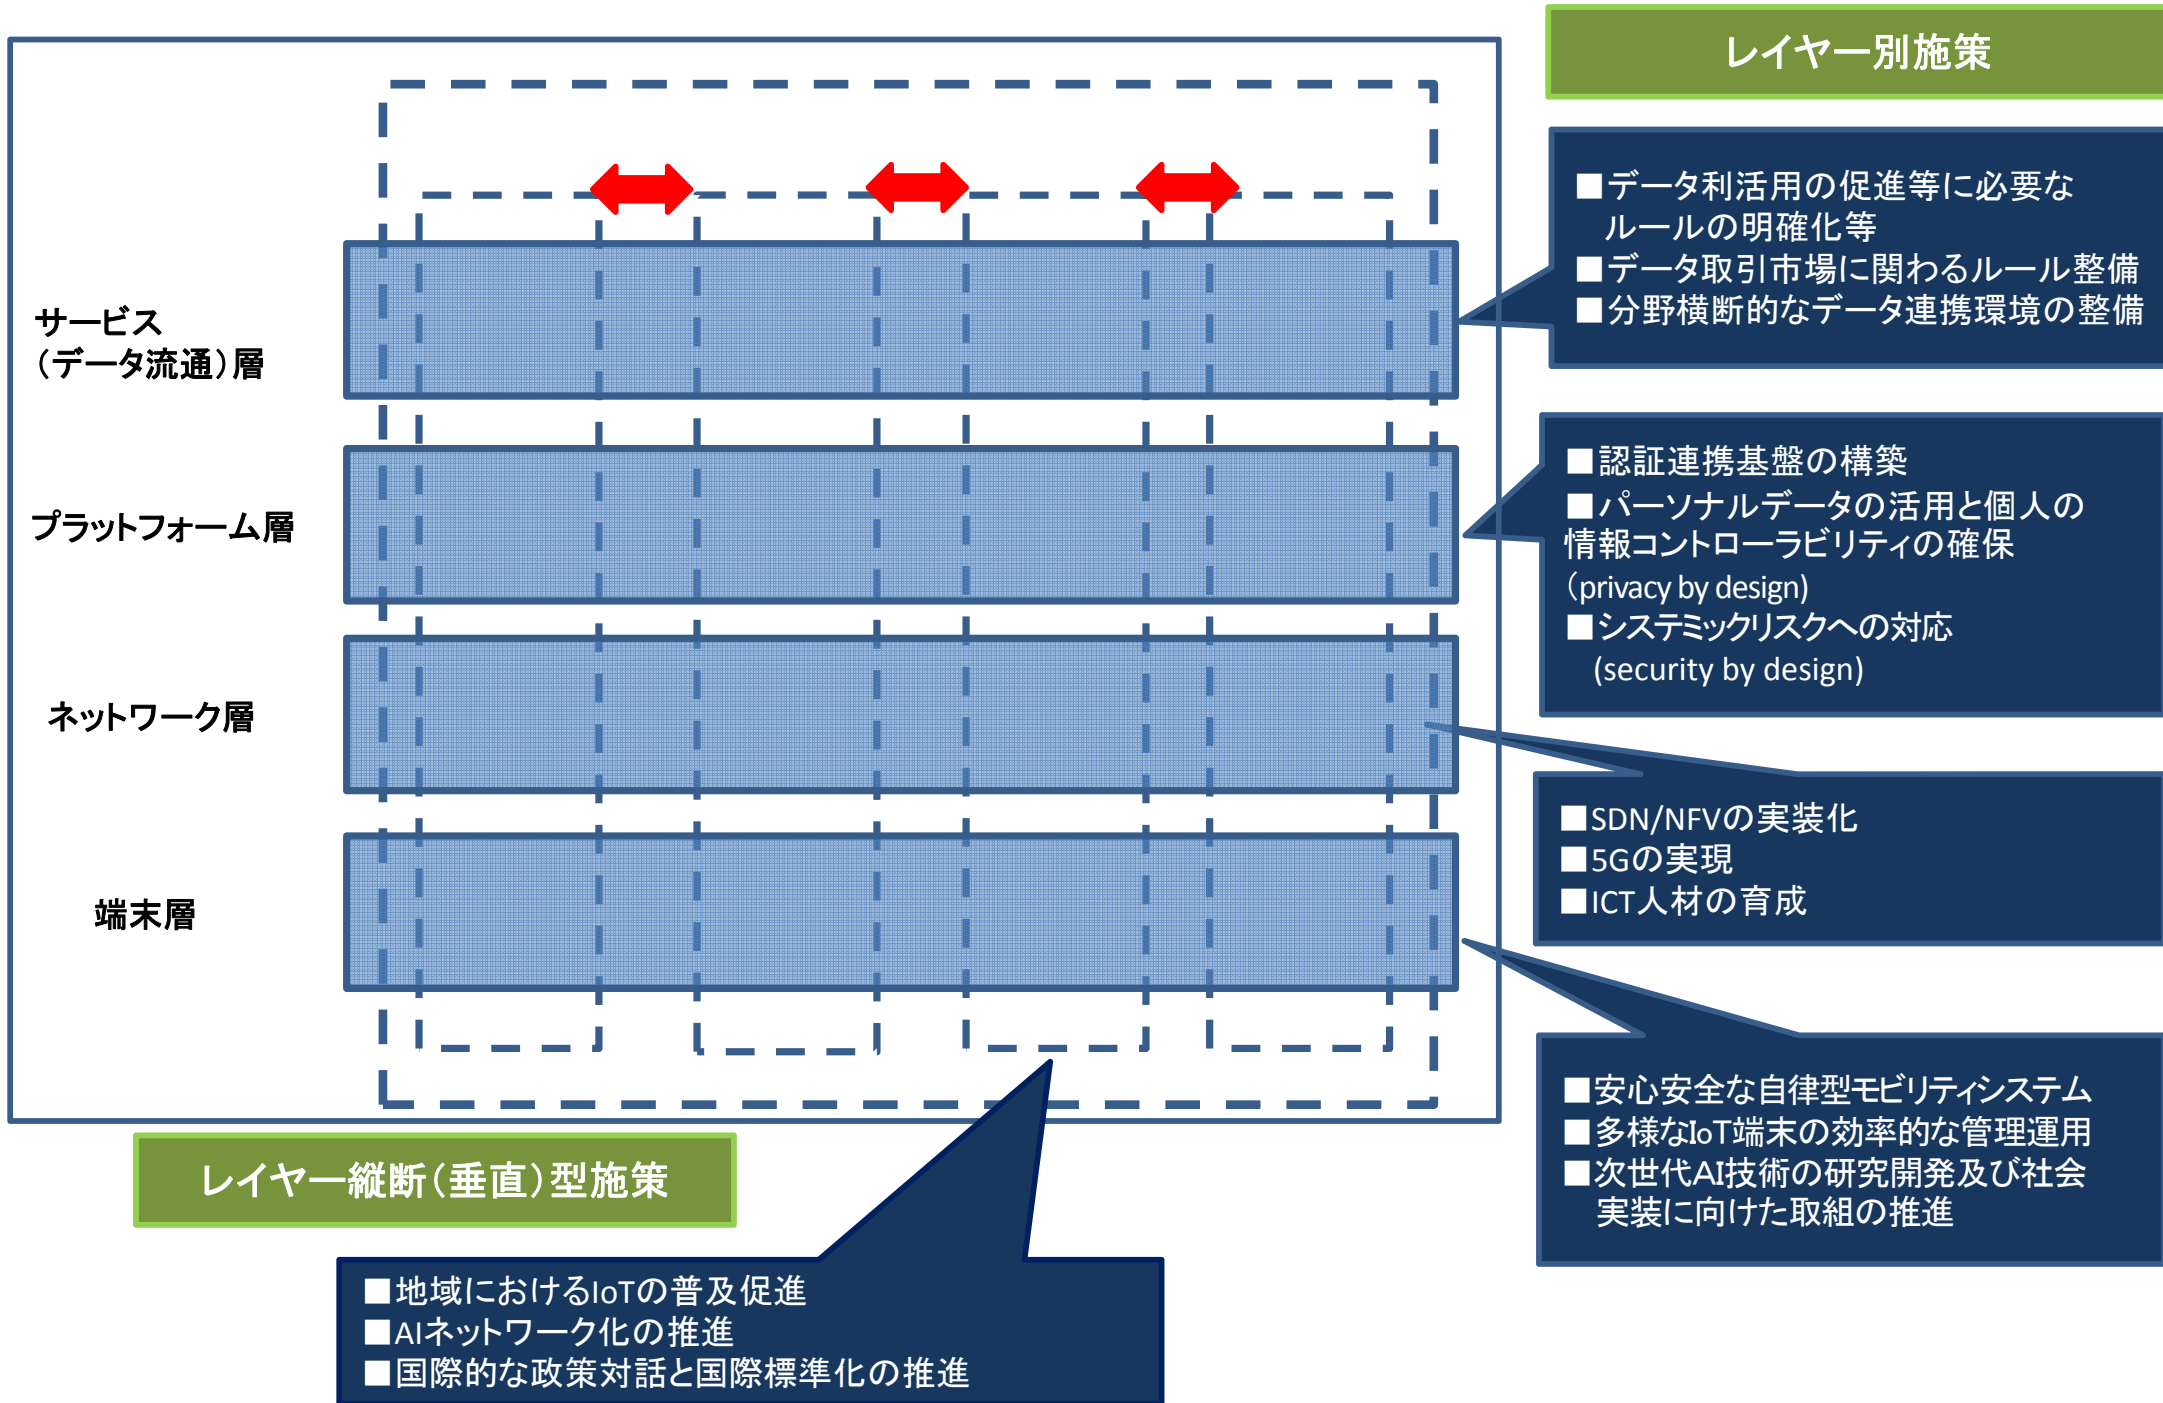 レイヤー別施策
■データ利活用の促進等に必要な
ルールの明確化等
■データ取引市場に関わるルール整備
■分野横断的なデータ連携環境の整備
サービス
（データ流通）層
■認証連携基盤の構築
■パーソナルデータの活用と個人の
情報コントローラビリティの確保
（privacy by design)
■システミックリスクへの対応
(security by design)
プラットフォーム層
ネットワーク層
■SDN/NFVの実装化
■5Gの実現
■ICT人材の育成
端末層
■安心安全な自律型モビリティシステム
■多様なIoT端末の効率的な管理運用
■次世代AI技術の研究開発及び社会
実装に向けた取組の推進
レイヤー縦断（垂直）型施策
■地域におけるIoTの普及促進
■AIネットワーク化の推進
■国際的な政策対話と国際標準化の推進